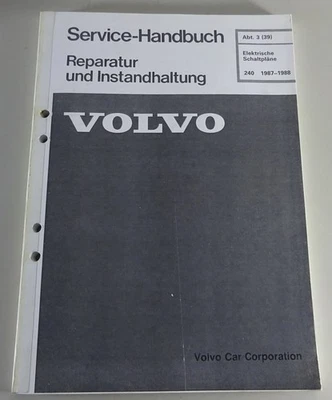 Service-Handbuch
Reparatur
und Instandhaltung
Abt. 3 (39)
Elektrische
Schaltpläne
240 1987-1988
VOLVO
Volvo Car Corporation